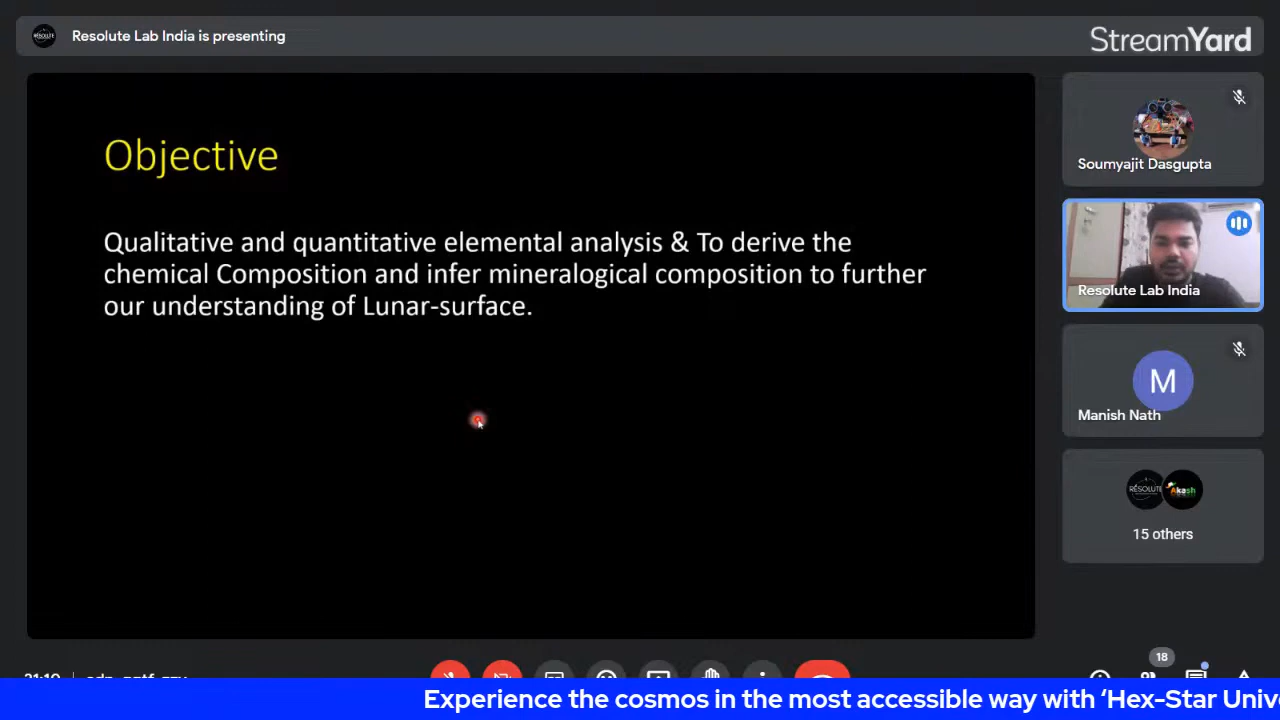 Resolute Lab India is presenting
StreamYard
Objective
Qualitative and quantitative elemental analysis & To derive the
chemical Composition and infer mineralogical composition to further
our understanding of Lunar-surface.
Soumyajit Dasgupta
Resolute Lab India
M
Manish Nath
RÉSOLUTE
Akash
15 others
18
Experience the cosmos in the most accessible way with ‘Hex-Star Univ